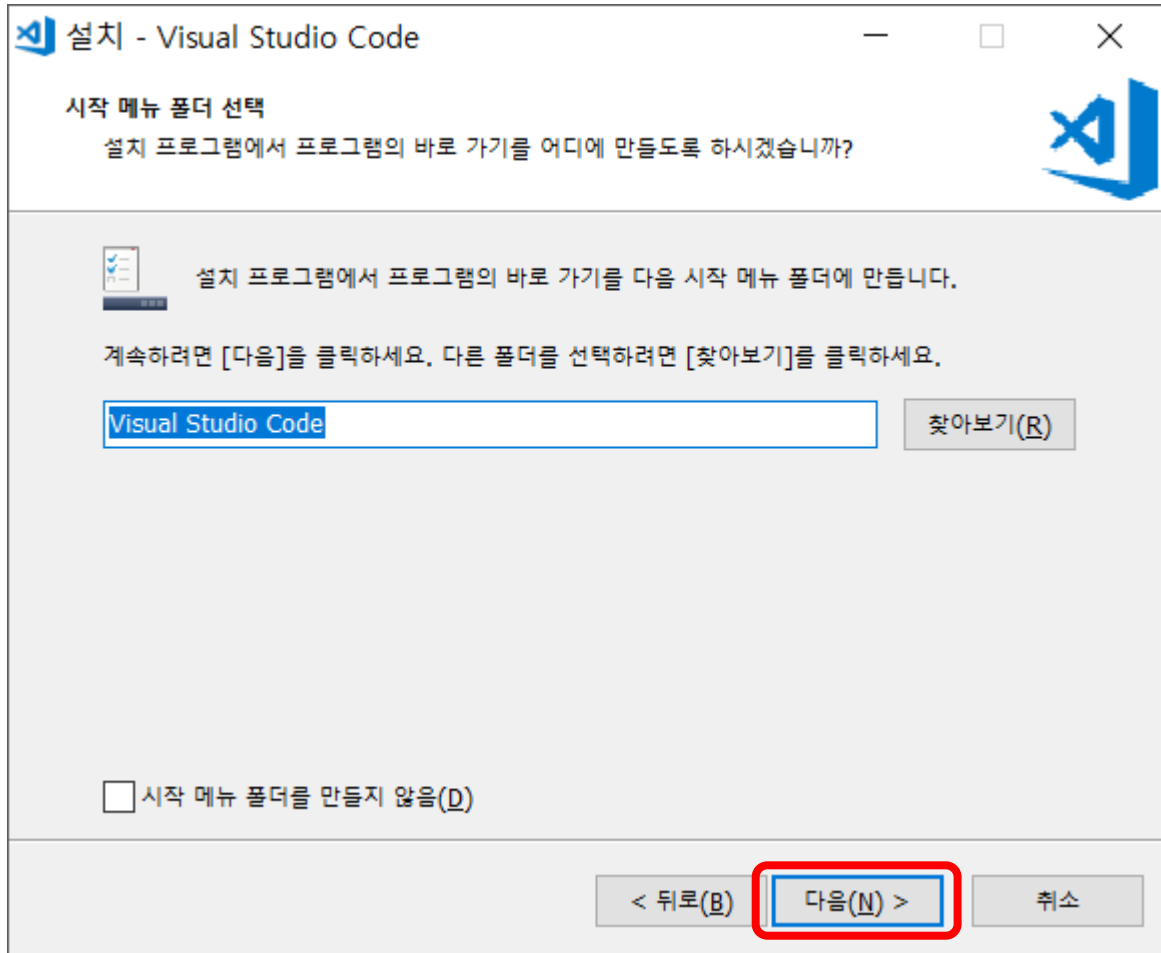 설치 - Visual Studio Code
시작 메뉴 폴더 선택
설치 프로그램에서 프로그램의 바로 가기를 어디에 만들도록 하시겠습니까?
설치 프로그램에서 프로그램의 바로 가기를 다음 시작 메뉴 폴더에 만듭니다.
계속하려면 [다음]을 클릭하세요. 다른 폴더를 선택하려면 [찾아보기]를 클릭하세요.
Visual Studio Code 찾아보기(R)
시작 메뉴 폴더를 만들지 않음(D)
< 뒤로(B) 다음(N) > 취소